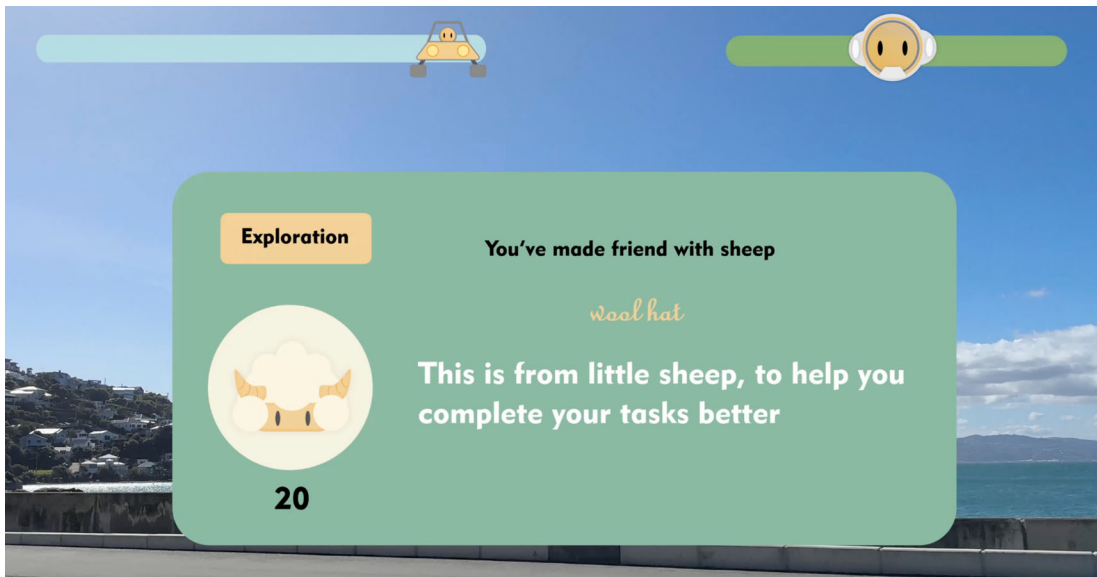 Exploration
You've made friend with sheep
wool hat
This is from little sheep, to help you
complete your tasks better
20